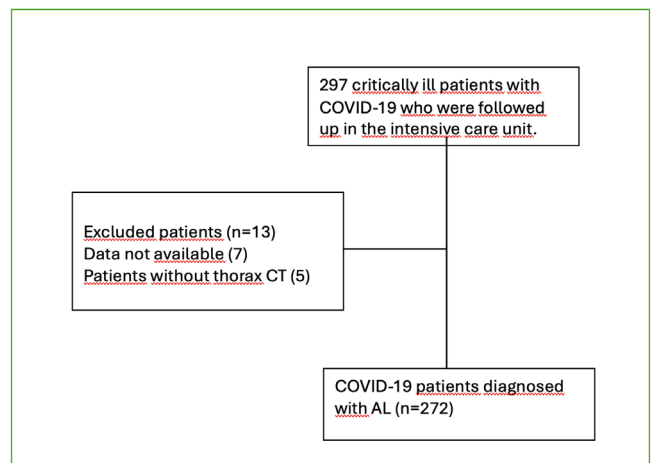 297 critically ill patients with
COVID-19 who were followed
up in the intensive care unit.
Excluded patients (n=13)
Data not available (7)
Patients without thorax CT (5)
COVID-19 patients diagnosed
with AL (n=272)